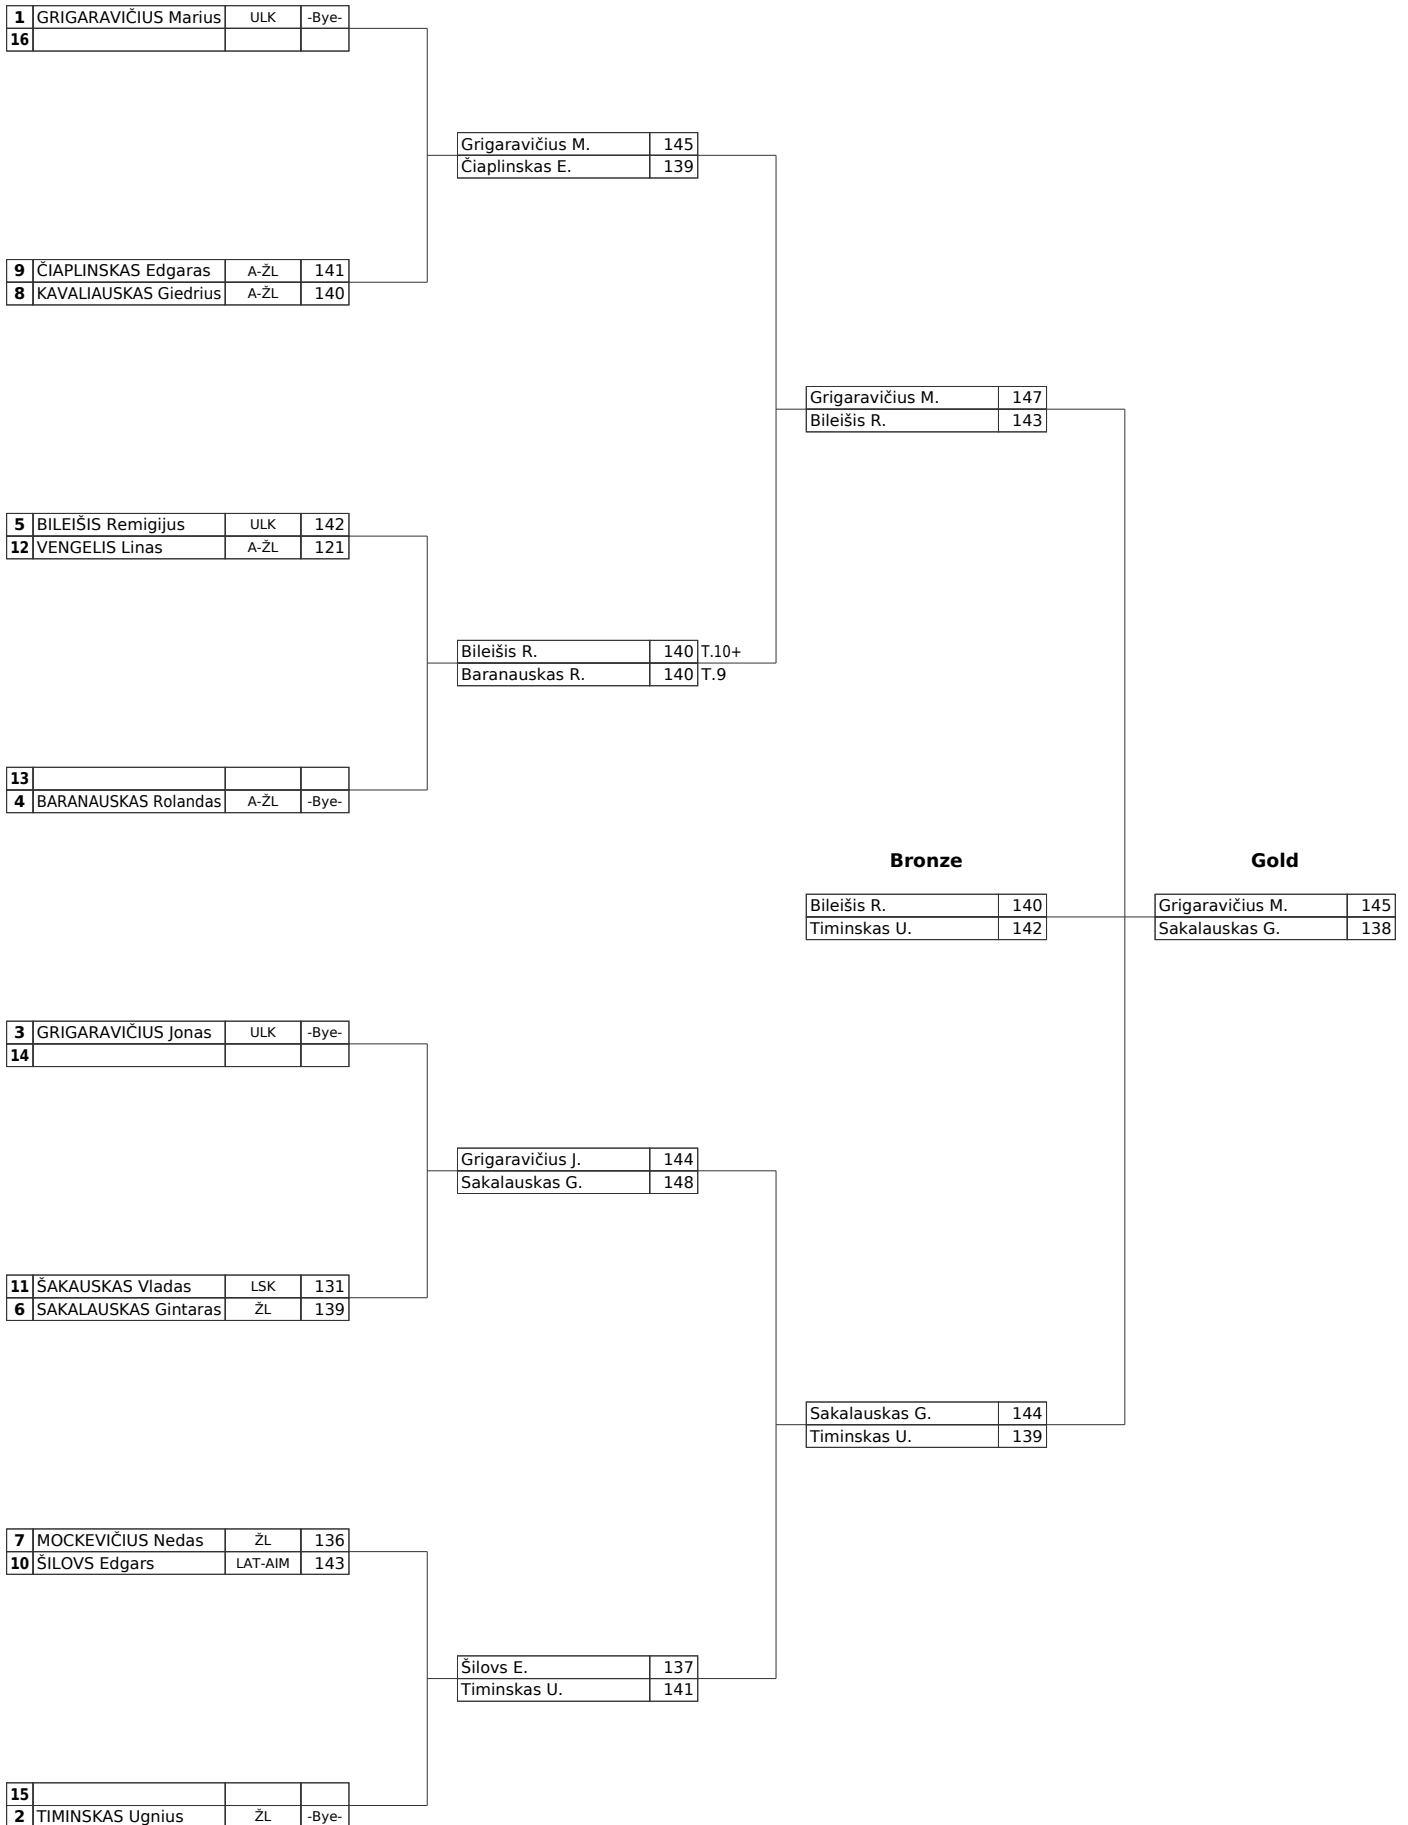 1 GRIGARAVIČIUS Marius ULK -Bye-
16
Grigaravičius M. 145
Čiaplinskas E. 139
9 ČIAPLINSKAS Edgaras A-ŽL 141
8 KAVALIAUSKAS Giedrius A-ŽL 140
Grigaravičius M. 147
Bileišis R. 143
5 BILEIŠIS Remigijus ULK 142
12 VENGELIS Linas A-ŽL 121
Bileišis R. 140 T.10+
Baranauskas R. 140 T.9
13
4 BARANAUSKAS Rolandas A-ŽL -Bye-
Bronze Gold
Bileišis R. 140 Grigaravičius M. 145
Timinskas U. 142 Sakalauskas G. 138
3 GRIGARAVIČIUS Jonas ULK -Bye-
14
Grigaravičius J. 144
Sakalauskas G. 148
11 ŠAKAUSKAS Vladas LSK 131
6 SAKALAUSKAS Gintaras ŽL 139
Sakalauskas G. 144
Timinskas U. 139
7 MOCKEVIČIUS Nedas ŽL 136
10 ŠILOVS Edgars LAT-AIM 143
Šilovs E. 137
Timinskas U. 141
15
2 TIMINSKAS Ugnius ŽL -Bye-